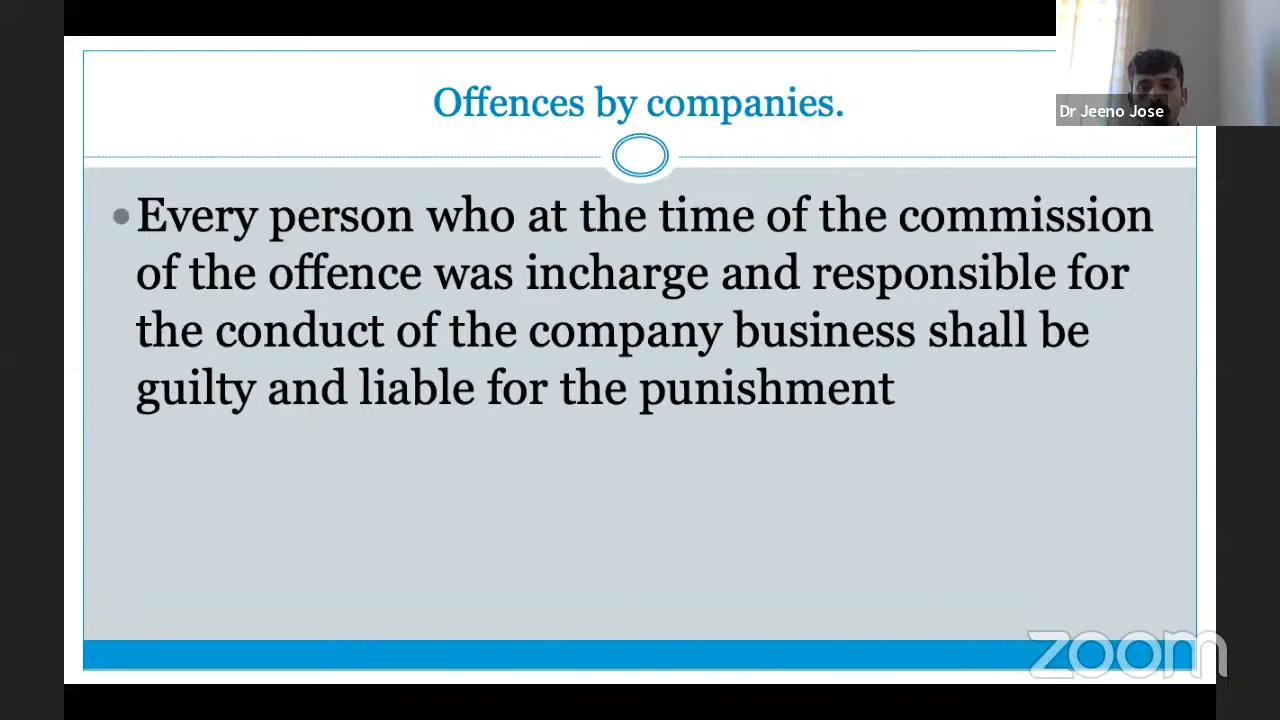 Offences by companies.
Dr Jeeno Jose
Every person who at the time of the commission
of the offence was incharge and responsible for
the conduct of the company business shall be
guilty and liable for the punishment
zoom